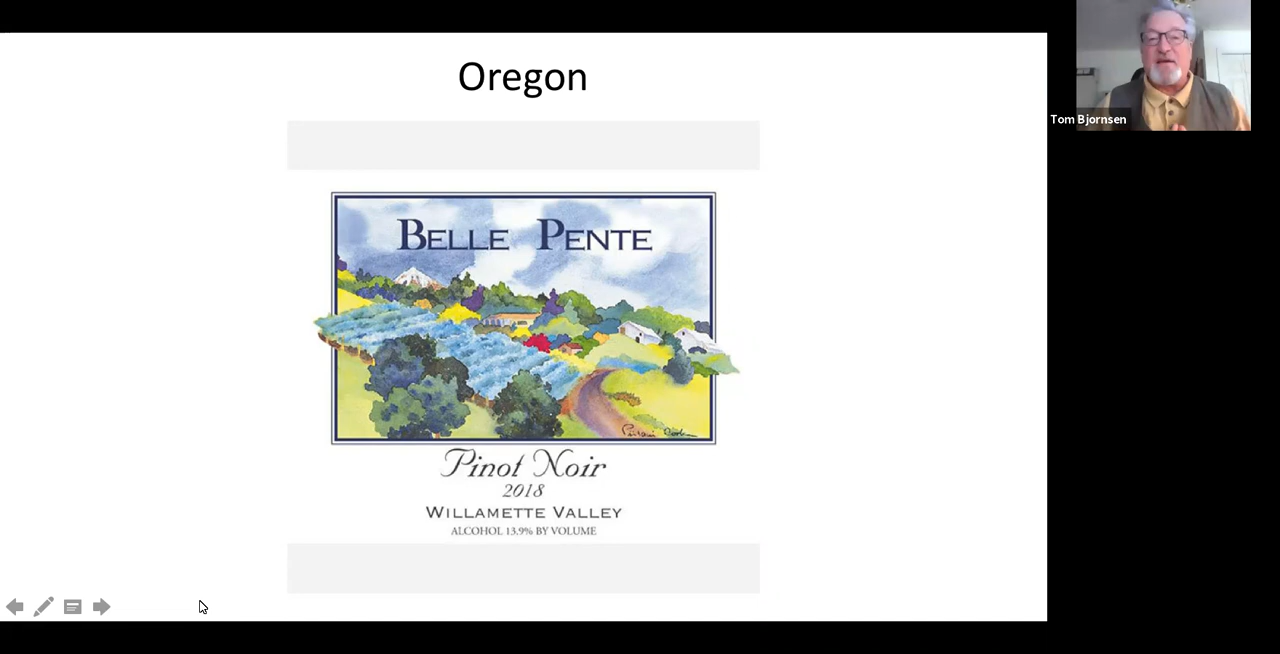 Oregon
Tom Bjornsen
BELLE PENTE
Pinot Noir
2018
WILLAMETTE VALLEY
ALCOHOL 13.9% BY VOLUME